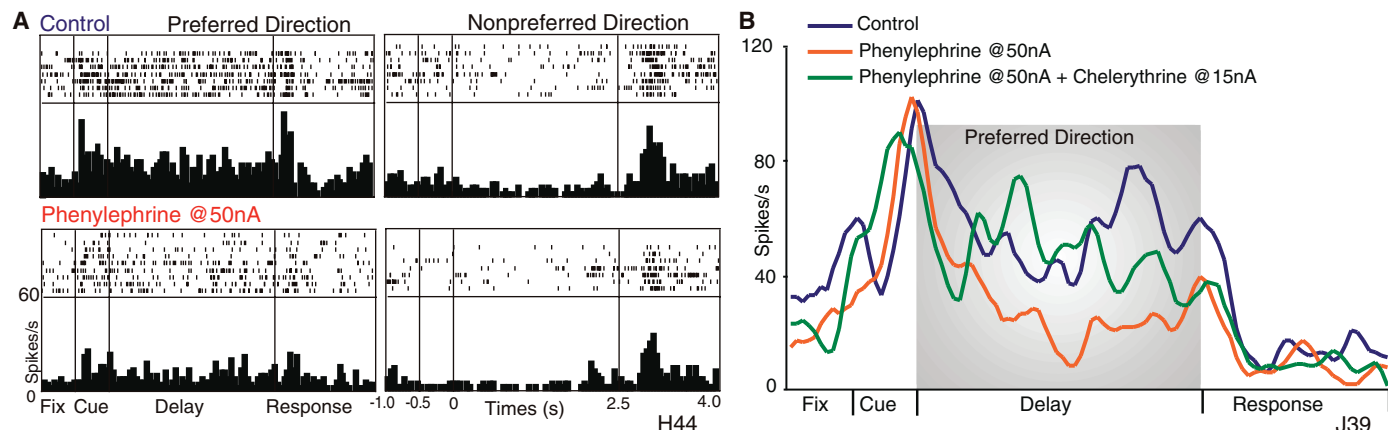 A
Control
Preferred Direction
Nonpreferred Direction
Phenylephrine @50nA
60
Spikes/s
0
Fix Cue Delay Response
-1.0 -0.5 0 Times (s) 2.5 4.0
H44
B
Control
Phenylephrine @50nA
Phenylephrine @50nA + Chelerythrine @15nA
120
80
40
0
Spikes/s
Preferred Direction
Fix Cue Delay Response
J39